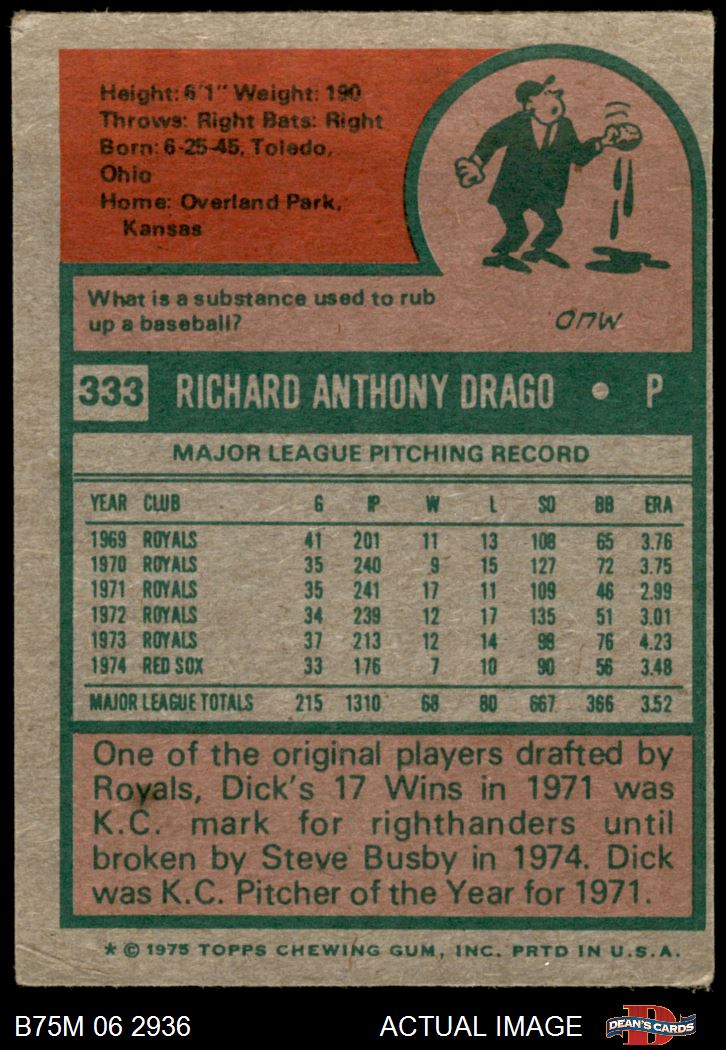 Height: 6'1" Weight: 190
Throws: Right Bats: Right
Born: 6-25-45, Toledo,
Ohio
Home: Overland Park,
Kansas
What is a substance used to rub
up a baseball?
MUD
333 RICHARD ANTHONY DRAGO • P
MAJOR LEAGUE PITCHING RECORD
YEAR CLUB G IP W L SO BB ERA
1969 ROYALS 41 201 11 13 108 65 3.76
1970 ROYALS 35 240 9 15 127 72 3.75
1971 ROYALS 35 241 17 11 109 46 2.99
1972 ROYALS 34 239 12 17 135 51 3.01
1973 ROYALS 37 213 12 14 98 76 4.23
1974 RED SOX 33 176 7 10 90 56 3.48
MAJOR LEAGUE TOTALS 215 1310 68 80 667 366 3.52
One of the original players drafted by
Royals, Dick's 17 Wins in 1971 was
K.C. mark for righthanders until
broken by Steve Busby in 1974. Dick
was K.C. Pitcher of the Year for 1971.
* © 1975 TOPPS CHEWING GUM, INC. PRTD IN U.S.A.
B75M 06 2936 ACTUAL IMAGE D DEAN'S CARDS